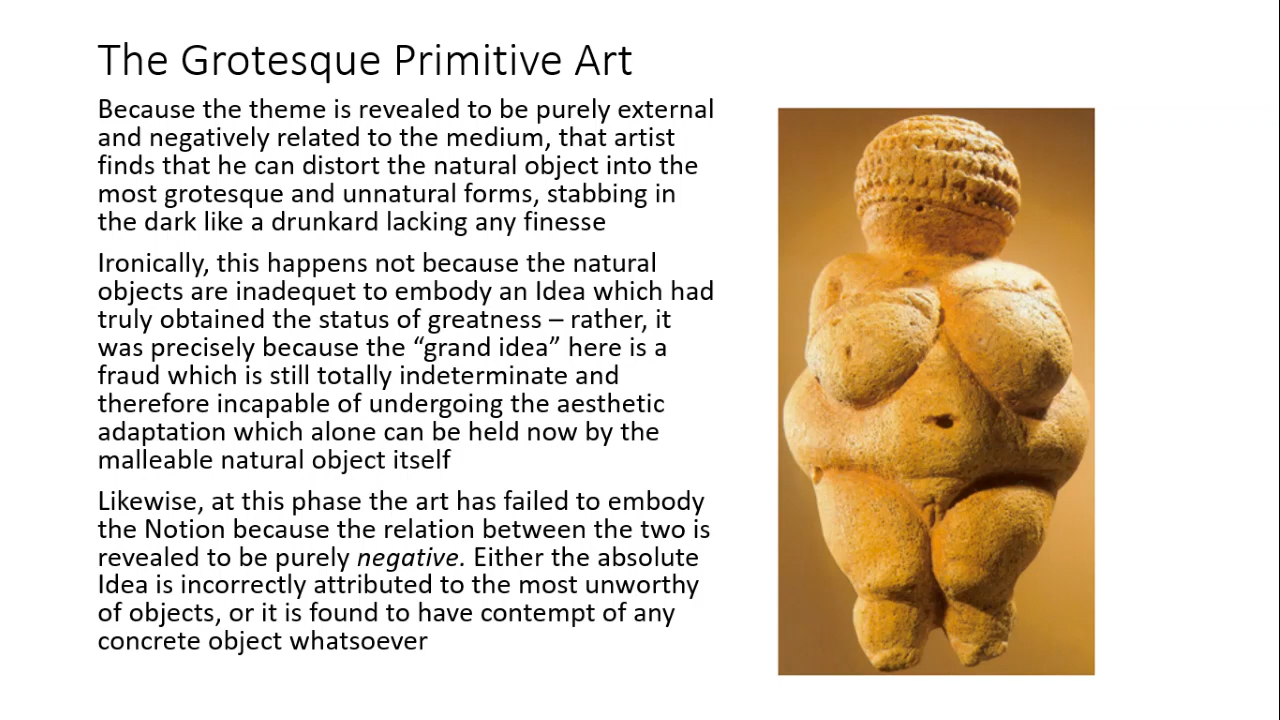 The Grotesque Primitive Art
Because the theme is revealed to be purely external
and negatively related to the medium, that artist
finds that he can distort the natural object into the
most grotesque and unnatural forms, stabbing in
the dark like a drunkard lacking any finesse
Ironically, this happens not because the natural
objects are inadequet to embody an Idea which had
truly obtained the status of greatness – rather, it
was precisely because the “grand idea” here is a
fraud which is still totally indeterminate and
therefore incapable of undergoing the aesthetic
adaptation which alone can be held now by the
malleable natural object itself
Likewise, at this phase the art has failed to embody
the Notion because the relation between the two is
revealed to be purely negative. Either the absolute
Idea is incorrectly attributed to the most unworthy
of objects, or it is found to have contempt of any
concrete object whatsoever